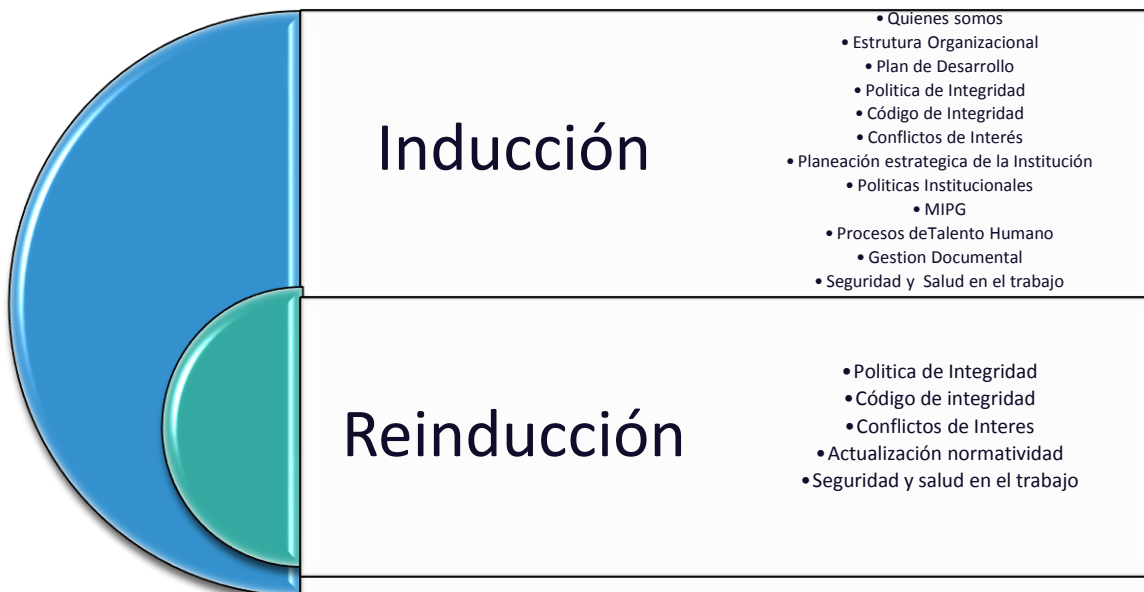 Inducción
• Quienes somos
• Estrutura Organizacional
• Plan de Desarrollo
• Politica de Integridad
• Código de Integridad
• Conflictos de Interés
• Planeación estrategica de la Institución
• Politicas Institucionales
• MIPG
• Procesos deTalento Humano
• Gestion Documental
• Seguridad y Salud en el trabajo
Reinducción
• Politica de Integridad
• Código de integridad
• Conflictos de Interes
• Actualización normatividad
• Seguridad y salud en el trabajo